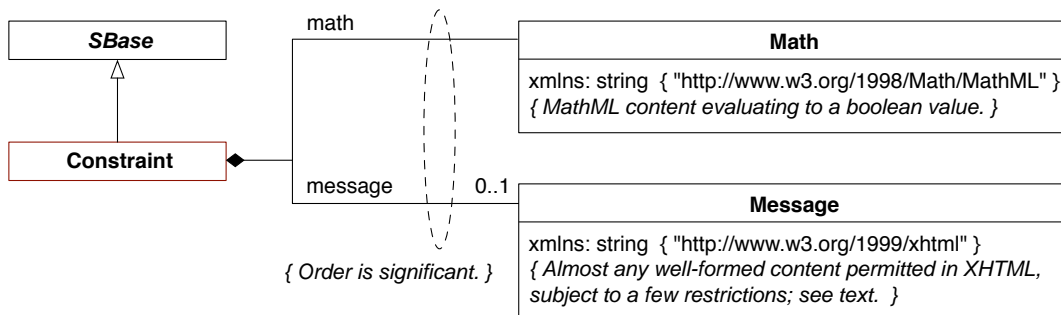 math
SBase
Math
xmlns: string { "http://www.w3.org/1998/Math/MathML" }
{ MathML content evaluating to a boolean value. }
Constraint
message 0..1
Message
xmlns: string { "http://www.w3.org/1999/xhtml" }
{ Order is significant. }
{ Almost any well-formed content permitted in XHTML,
subject to a few restrictions; see text. }